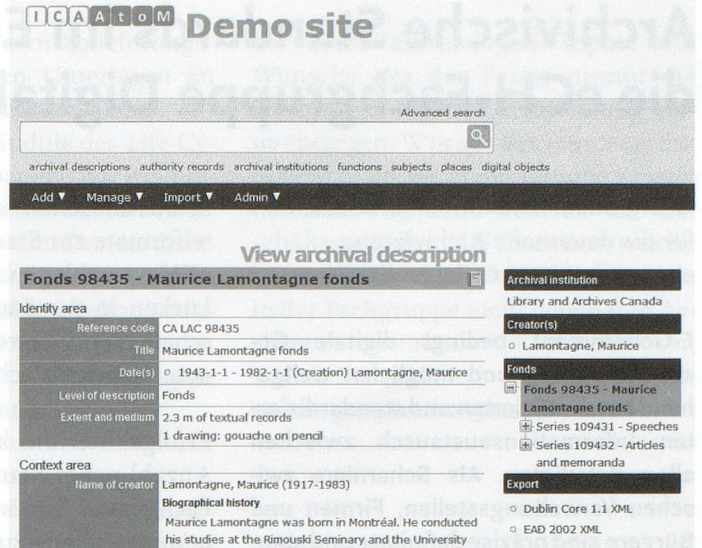 ICAAtoM Demo site
Advanced search
archival descriptions authority records archival institutions functions subjects places digital objects
Add ▼ Manage ▼ Import ▼ Admin ▼
View archival description
Fonds 98435 - Maurice Lamontagne fonds
Identity area
Reference code CA LAC 98435
Title Maurice Lamontagne fonds
Date(s) ○ 1943-1-1 - 1982-1-1 (Creation) Lamontagne, Maurice
Level of description Fonds
Extent and medium 2.3 m of textual records
1 drawing: gouache on pencil
Context area
Name of creator Lamontagne, Maurice (1917-1983)
Biographical history
Maurice Lamontagne was born in Montréal. He conducted
his studies at the Rimouski Seminary and the University
Archival institution
Library and Archives Canada
Creator(s)
○ Lamontagne, Maurice
Fonds
Fonds 98435 - Maurice
Lamontagne fonds
Series 109431 - Speeches
Series 109432 - Articles
and memoranda
Export
○ Dublin Core 1.1 XML
○ EAD 2002 XML